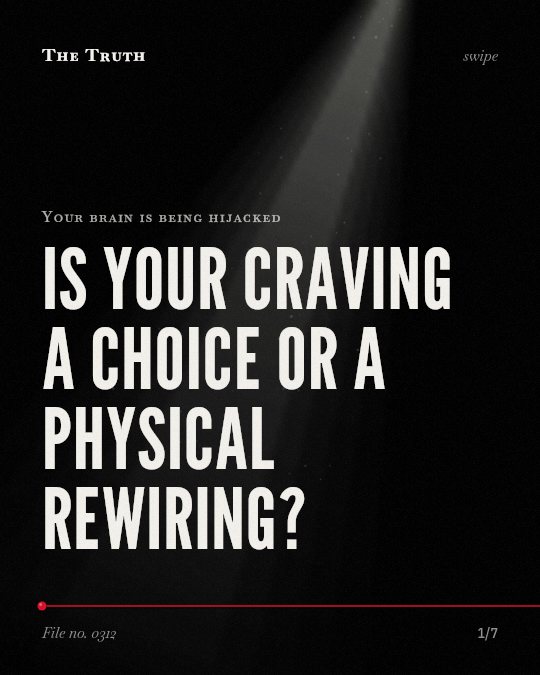 The Truth
swipe
Your brain is being hijacked
IS YOUR CRAVING
A CHOICE OR A
PHYSICAL
REWIRING?
File no. 0312
1/7